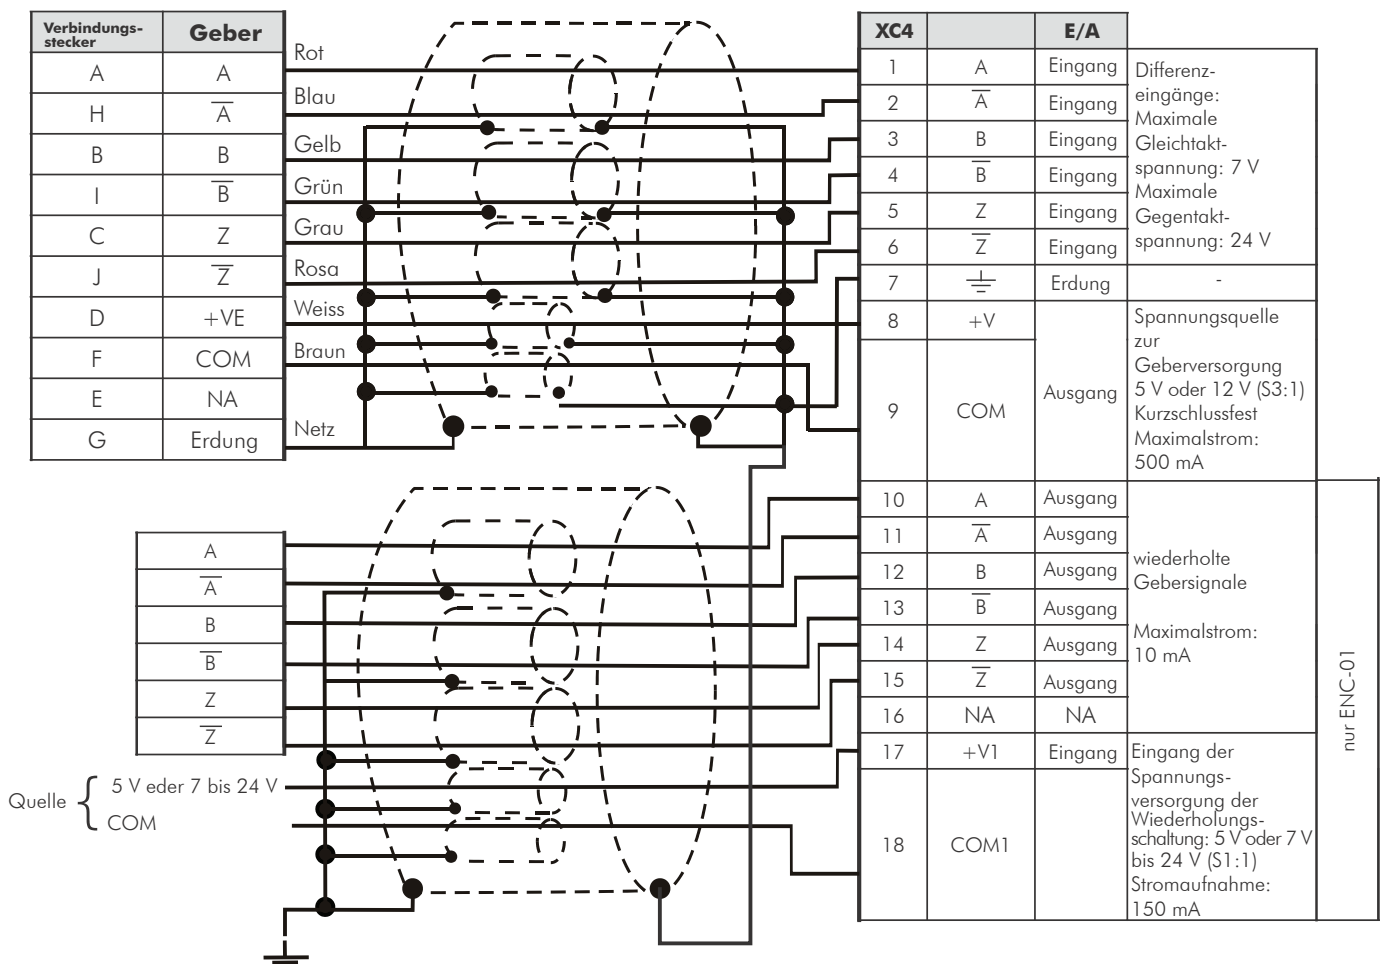 Verbindungs-
stecker
Geber
A A
H A̅
B B
I B̅
C Z
J Z̅
D +VE
F COM
E NA
G Erdung
Rot
Blau
Gelb
Grün
Grau
Rosa
Weiss
Braun
Netz
XC4 E/A
1 A Eingang
2 A̅ Eingang
3 B Eingang
4 B̅ Eingang
5 Z Eingang
6 Z̅ Eingang
Differenz-
eingänge:
Maximale
Gleichtakt-
spannung: 7 V
Maximale
Gegentakt-
spannung: 24 V
7 ⏚ Erdung -
8 +V
9 COM
Ausgang
Spannungsquelle
zur
Geberversorgung
5 V oder 12 V (S3:1)
Kurzschlussfest
Maximalstrom:
500 mA
10 A Ausgang
11 A̅ Ausgang
12 B Ausgang
13 B̅ Ausgang
14 Z Ausgang
15 Z̅ Ausgang
16 NA NA
wiederholte
Gebersignale
Maximalstrom:
10 mA
17 +V1 Eingang
18 COM1
Eingang der
Spannungs-
versorgung der
Wiederholungs-
schaltung: 5 V oder 7 V
bis 24 V (S1:1)
Stromaufnahme:
150 mA
nur ENC-01
A
A̅
B
B̅
Z
Z̅
Quelle
5 V eder 7 bis 24 V
COM